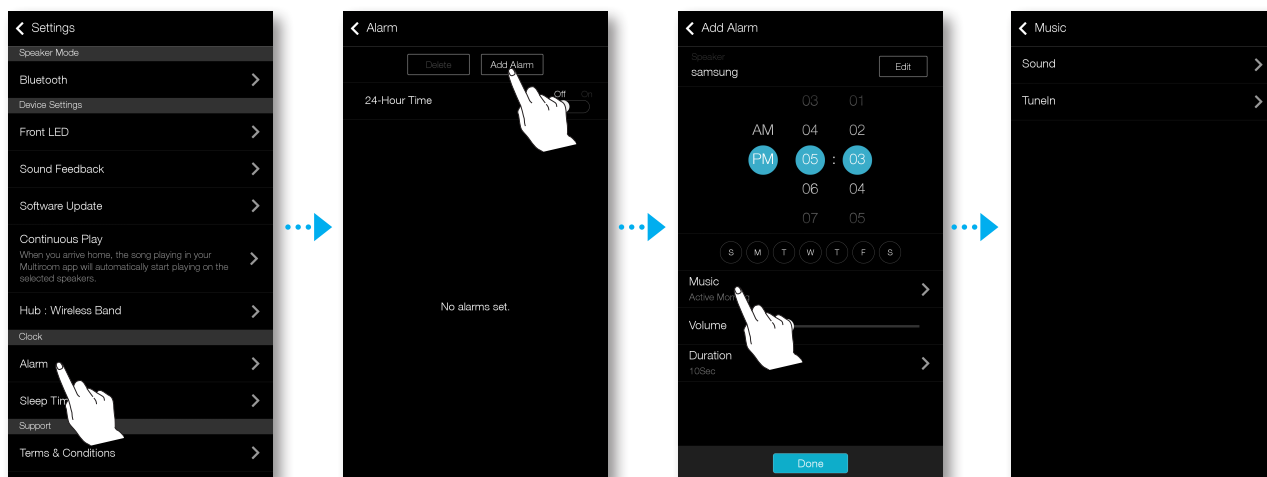 Settings
Speaker Mode
Bluetooth
Device Settings
Front LED
Sound Feedback
Software Update
Continuous Play
When you arrive home, the song playing in your
Multiroom app will automatically start playing on the
selected speakers.
Hub : Wireless Band
Clock
Alarm
Sleep Tim
Support
Terms & Conditions
Alarm
Delete Add Alarm
24-Hour Time Off On
No alarms set.
Add Alarm
Speaker
samsung Edit
03 01
AM 04 02
PM 05 : 03
06 04
07 05
S M T W T F S
Music
Active Mor
Volume
Duration
10Sec
Done
Music
Sound
TuneIn